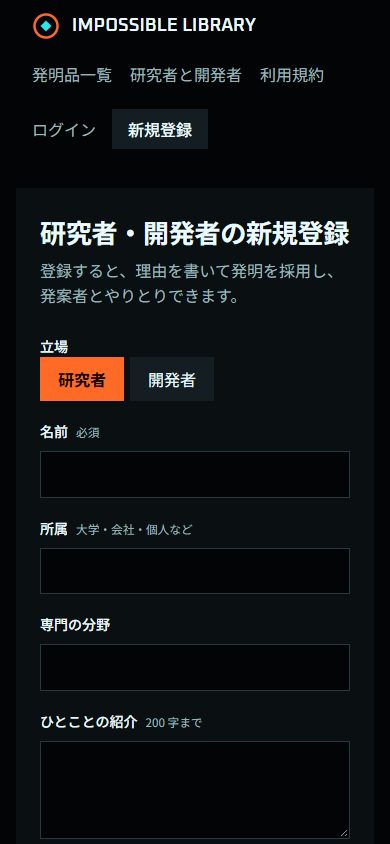 IMPOSSIBLE LIBRARY
発明品一覧 研究者と開発者 利用規約
ログイン 新規登録
研究者・開発者の新規登録
登録すると、理由を書いて発明を採用し、
発案者とやりとりできます。
立場
研究者 開発者
名前 必須
所属 大学・会社・個人など
専門の分野
ひとことの紹介 200 字まで